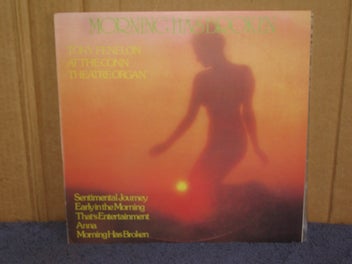 MORNING HAS BROKEN
TONY FENELON
AT THE CONN
THEATRE ORGAN
Sentimental Journey
Early in the Morning
That's Entertainment
Anna
Morning Has Broken